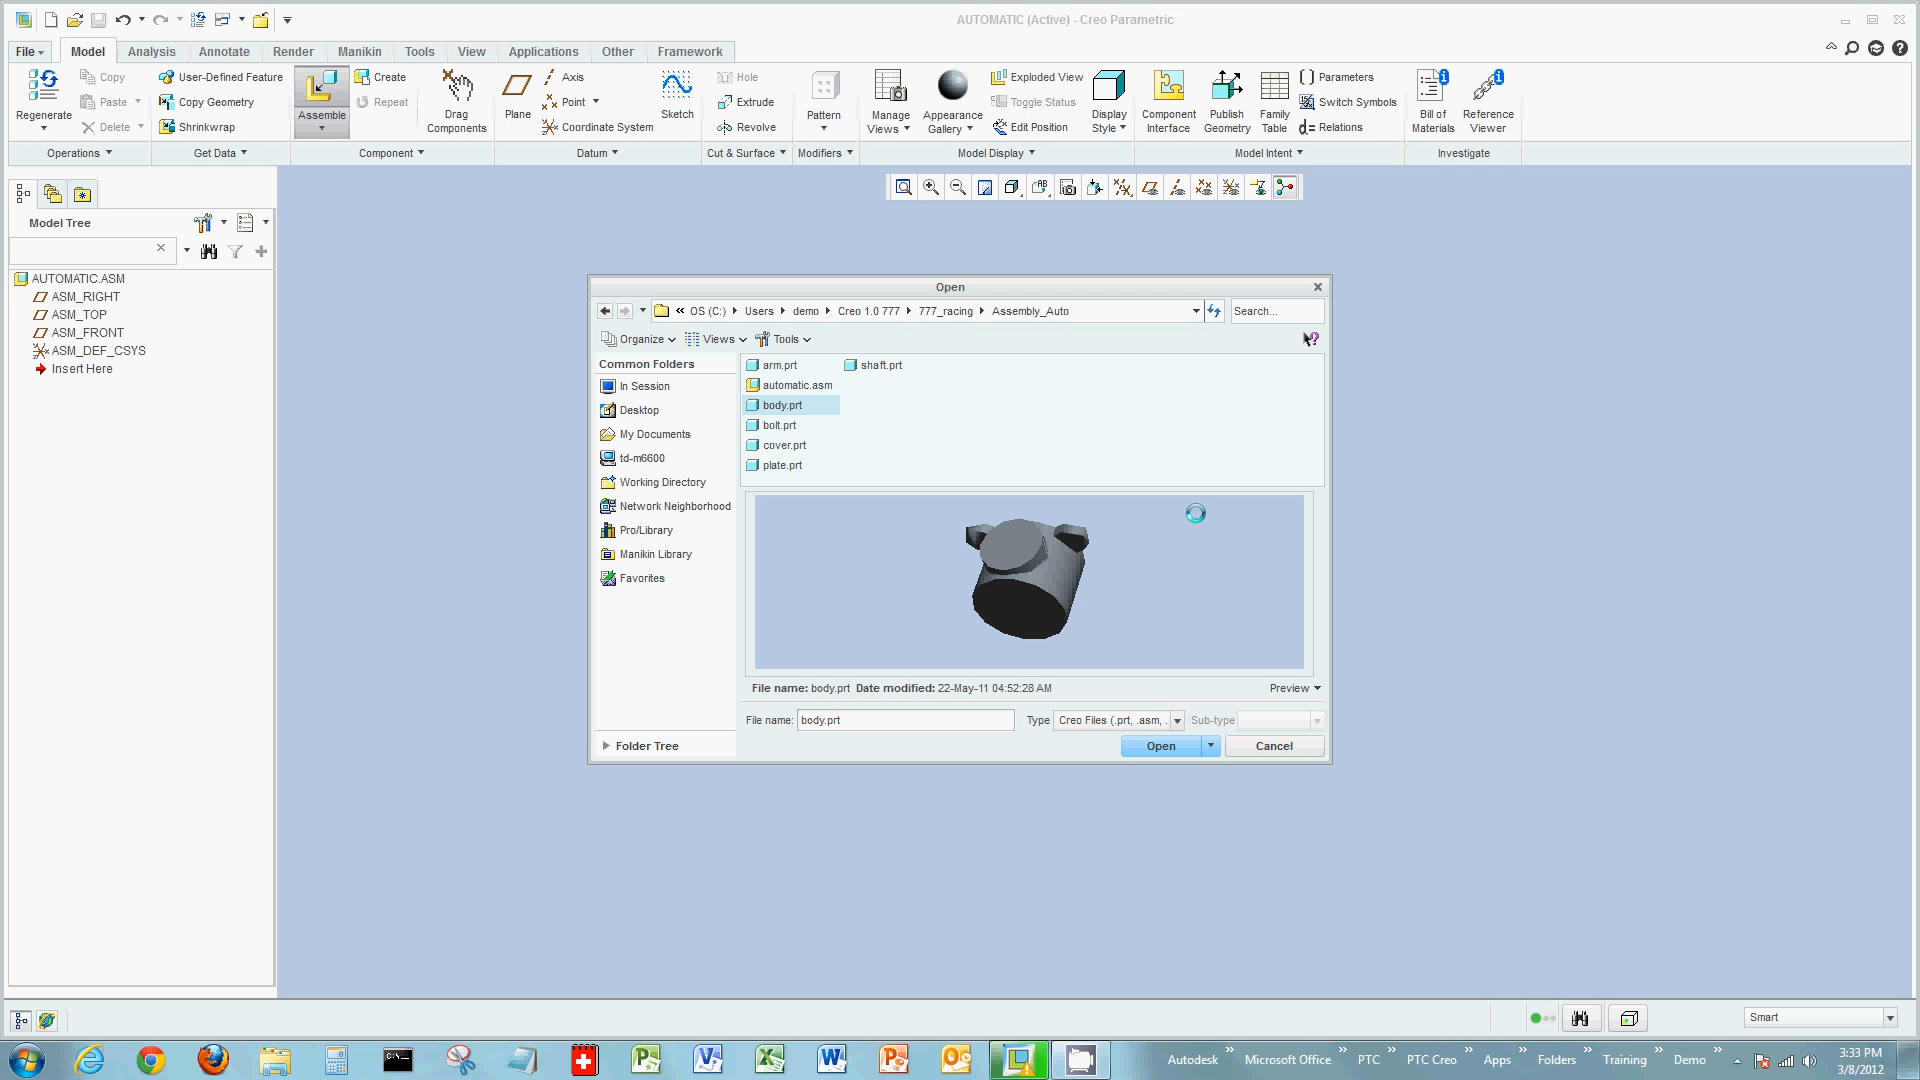 AUTOMATIC (Active) - Creo Parametric
File Model Analysis Annotate Render Manikin Tools View Applications Other Framework
Regenerate
Copy
Paste
Delete
Operations
User-Defined Feature
Copy Geometry
Shrinkwrap
Get Data
Assemble
Create
Repeat
Drag
Components
Component
Plane
Axis
Point
Coordinate System
Sketch
Datum
Hole
Extrude
Revolve
Cut & Surface
Pattern
Modifiers
Manage
Views
Appearance
Gallery
Exploded View
Toggle Status
Edit Position
Display
Style
Model Display
Component
Interface
Publish
Geometry
Family
Table
Parameters
Switch Symbols
d= Relations
Model Intent
Bill of
Materials
Reference
Viewer
Investigate
Model Tree
AUTOMATIC.ASM
ASM_RIGHT
ASM_TOP
ASM_FRONT
ASM_DEF_CSYS
Insert Here
Open
« OS (C:) Users demo Creo 1.0 777 777_racing Assembly_Auto
Search...
Organize Views Tools
Common Folders
In Session
Desktop
My Documents
td-m6600
Working Directory
Network Neighborhood
Pro/Library
Manikin Library
Favorites
Folder Tree
arm.prt
automatic.asm
body.prt
bolt.prt
cover.prt
plate.prt
shaft.prt
File name: body.prt Date modified: 22-May-11 04:52:28 AM
Preview
File name: body.prt
Type Creo Files (.prt, .asm, .
Sub-type
Open
Cancel
Smart
Autodesk » Microsoft Office » PTC » PTC Creo » Apps » Folders » Training » Demo »
3:33 PM
3/8/2012